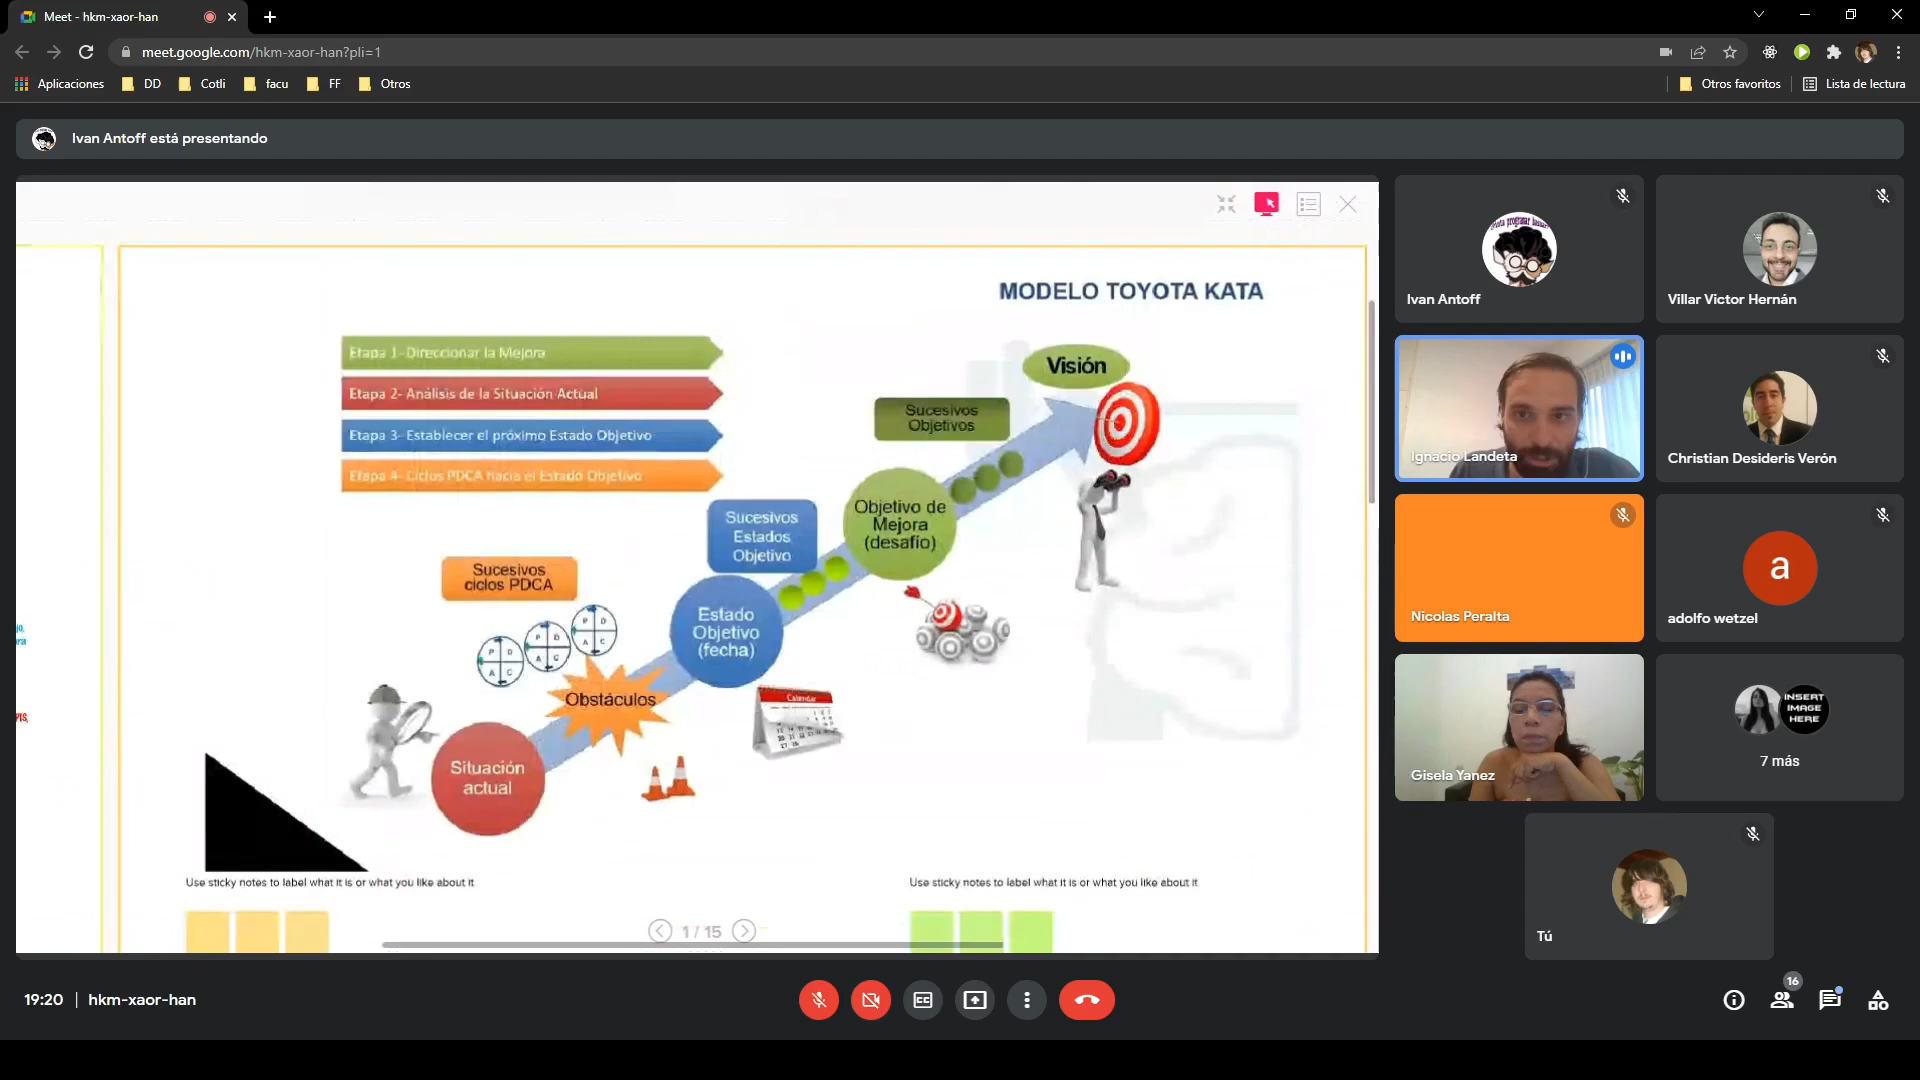 Meet - hkm-xaor-han
meet.google.com/hkm-xaor-han?pli=1
Aplicaciones
DD
Cotli
facu
FF
Otros
Otros favoritos
Lista de lectura
Ivan Antoff está presentando
MODELO TOYOTA KATA
Etapa 1- Direccionar la Mejora
Etapa 2- Análisis de la Situación Actual
Etapa 3- Establecer el próximo Estado Objetivo
Etapa 4- Ciclos PDCA hacia el Estado Objetivo
Visión
Sucesivos
Objetivos
Objetivo de
Mejora
(desafío)
Sucesivos
Estados
Objetivo
Sucesivos
ciclos PDCA
Estado
Objetivo
(fecha)
P D
A C
P D
A C
P D
A C
Obstáculos
Calendar
Situación
actual
Use sticky notes to label what it is or what you like about it
Use sticky notes to label what it is or what you like about it
1 / 15
Ivan Antoff
Villar Victor Hernán
Ignacio Landeta
Christian Desideris Verón
Nicolas Peralta
a
adolfo wetzel
Gisela Yanez
INSERT
IMAGE
HERE
7 más
Tú
19:20 | hkm-xaor-han
CC
16